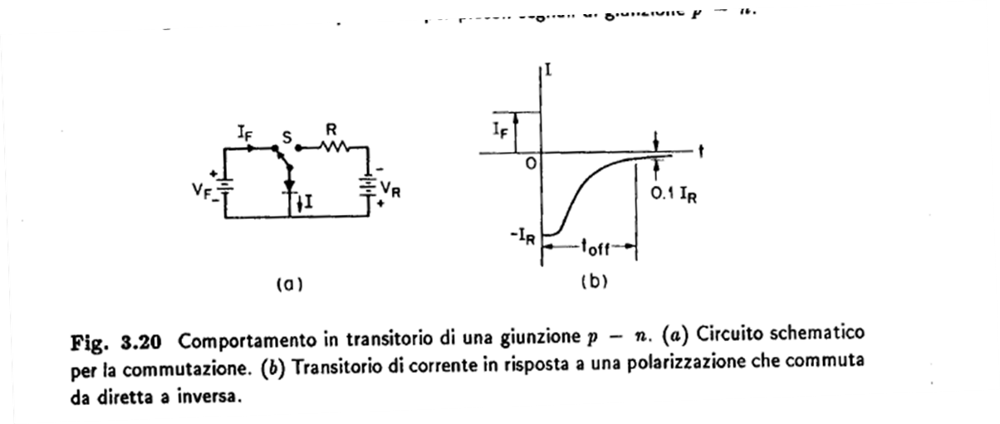 p — n.
I
I_F
S
R
I_F
t
O
+
V_F
-
I
-
V_R
+
0.1 I_R
-I_R
t_off
(a)
(b)
Fig. 3.20 Comportamento in transitorio di una giunzione p — n. (a) Circuito schematico
per la commutazione. (b) Transitorio di corrente in risposta a una polarizzazione che commuta
da diretta a inversa.